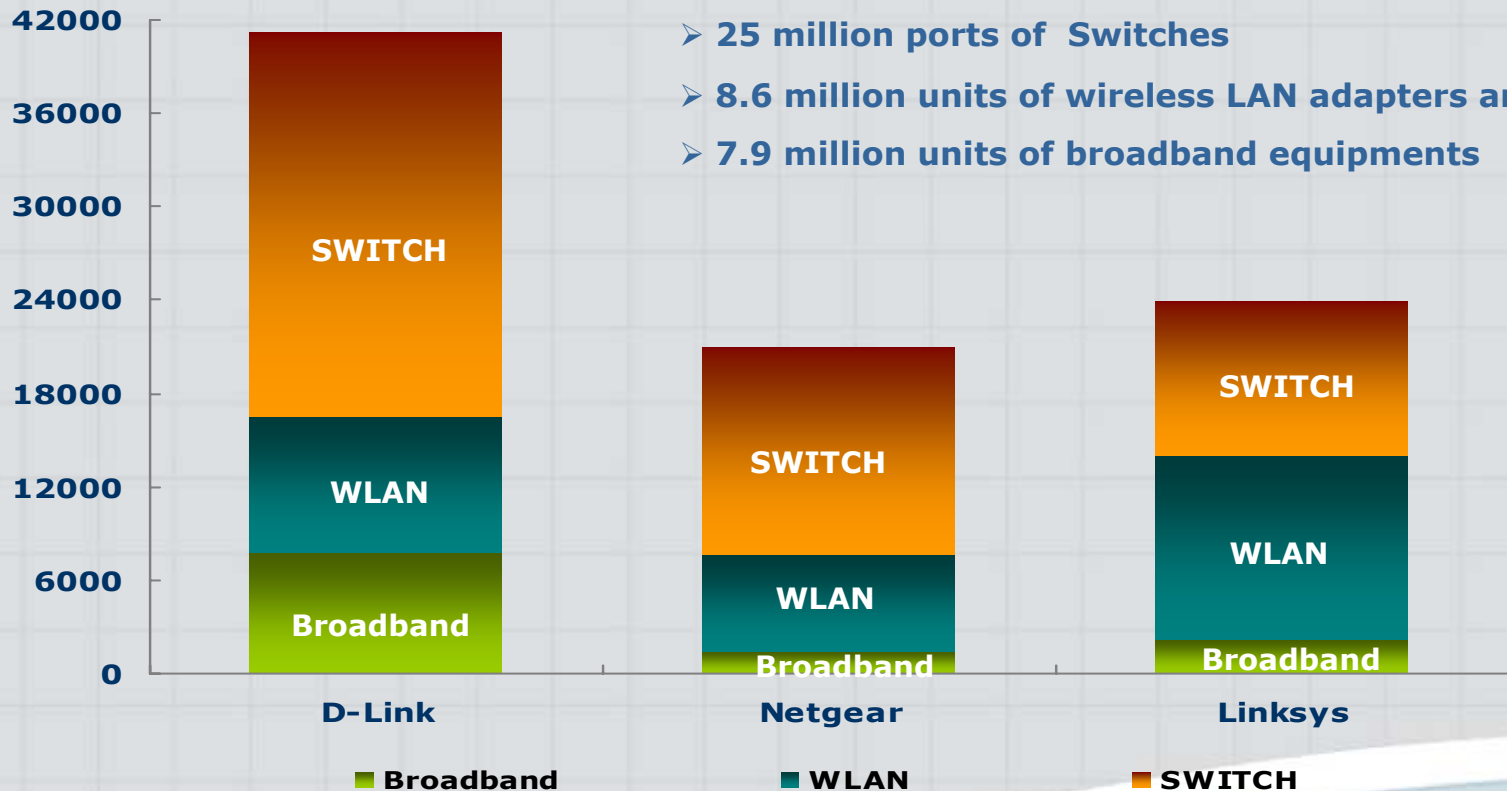 42000
36000
30000
24000
18000
12000
6000
0
➢ 25 million ports of Switches
➢ 8.6 million units of wireless LAN adapters
➢ 7.9 million units of broadband equipments
SWITCH
WLAN
Broadband
SWITCH
WLAN
Broadband
SWITCH
WLAN
Broadband
D-Link Netgear Linksys
Broadband WLAN SWITCH